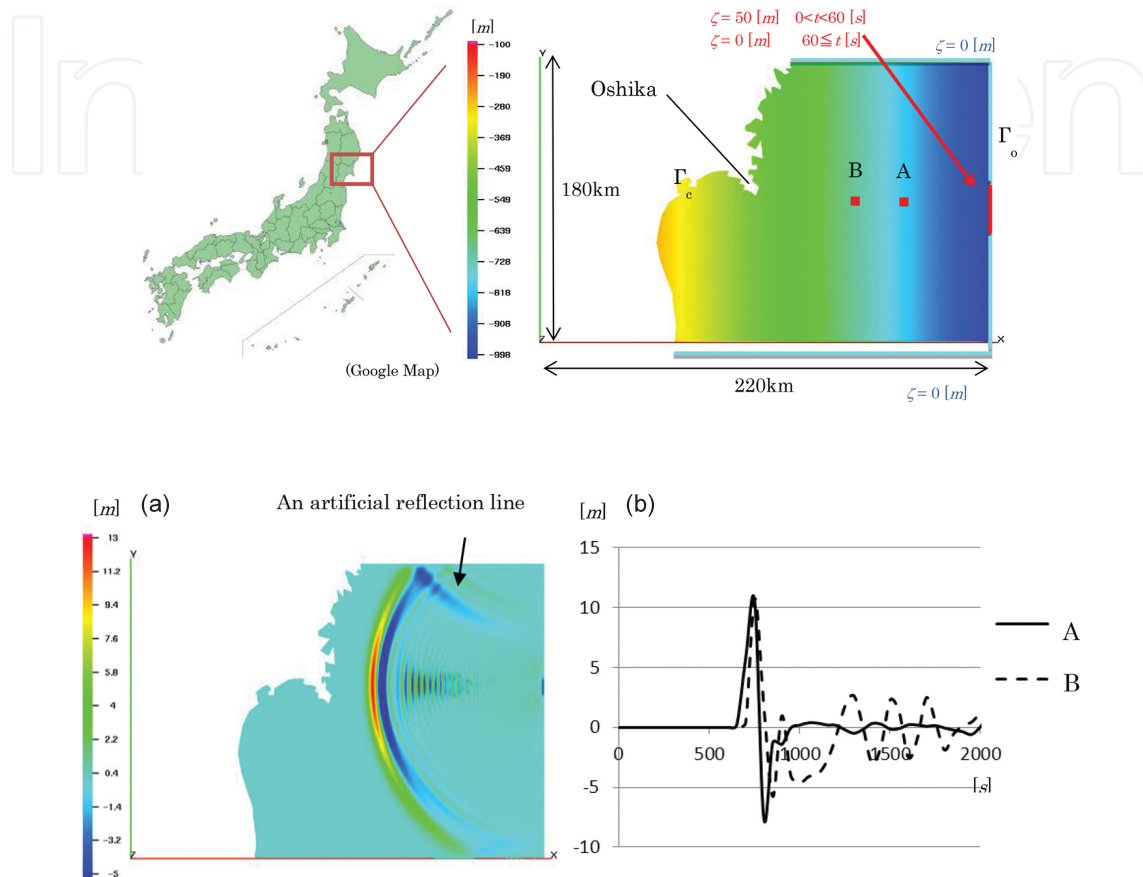 [m]
-100
-190
-280
-369
-459
-549
-639
-728
-818
-908
-998
(Google Map)
ζ = 50 [m] 0<t<60 [s]
ζ = 0 [m] 60≦t [s]
ζ = 0 [m]
Y
Oshika
Γo
Γc
B
A
180km
Z
X
220km
ζ = 0 [m]
[m]
(a)
An artificial reflection line
13
11.2
9.4
7.6
5.8
4
2.2
0.4
-1.4
-3.2
-5
Y
Z
X
[m]
(b)
15
10
5
0
-5
-10
0
500
1000
1500
2000
[s]
A
B